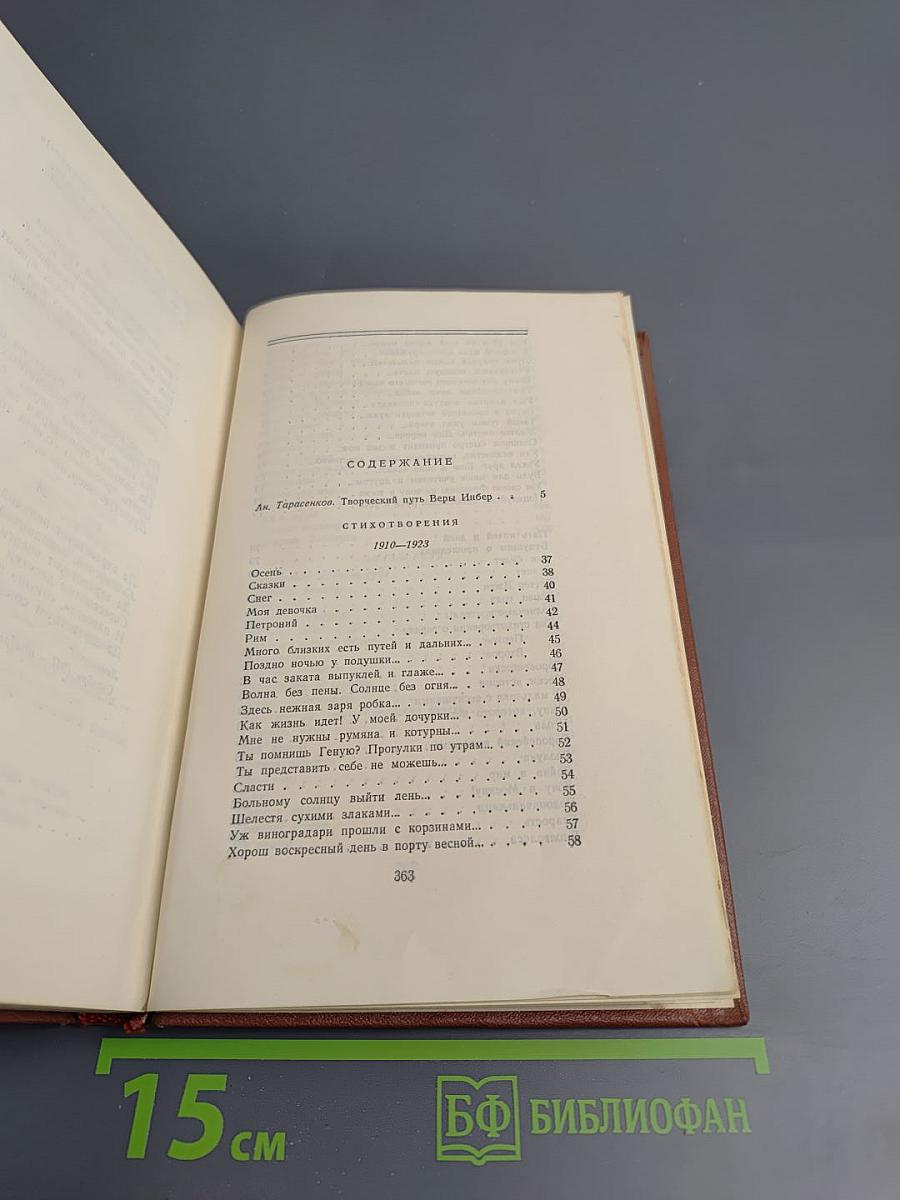 СОДЕРЖАНИЕ
Ан. Тарасенков. Творческий путь Веры Инбер . . 5
СТИХОТВОРЕНИЯ
1910—1923
Осень . . . . . . . . . . . . . . . . 37
Сказки . . . . . . . . . . . . . . . . 38
Снег . . . . . . . . . . . . . . . . 40
Моя девочка . . . . . . . . . . . . . . 41
Петроний . . . . . . . . . . . . . . . 42
Рим . . . . . . . . . . . . . . . . 44
Много близких есть путей и дальних... . . . . 45
Поздно ночью у подушки... . . . . . . . . 46
В час заката выпуклей и глаже... . . . . . . 47
Волна без пены. Солнце без огня... . . . . . 48
Здесь нежная заря робка... . . . . . . . . 49
Как жизнь идет! У моей дочурки... . . . . . 50
Мне не нужны румяна и котурны... . . . . . 51
Ты помнишь Геную? Прогулки по утрам... . . . 52
Ты представить себе не можешь... . . . . . . 53
Сласти . . . . . . . . . . . . . . . . 54
Больному солнцу выйти лень... . . . . . . . 55
Шелестя сухими злаками... . . . . . . . . 56
Уж виноградари прошли с корзинами... . . . . 57
Хорош воскресный день в порту весной... . . . . 58
363
15 см
БФ БИБЛИОФАН